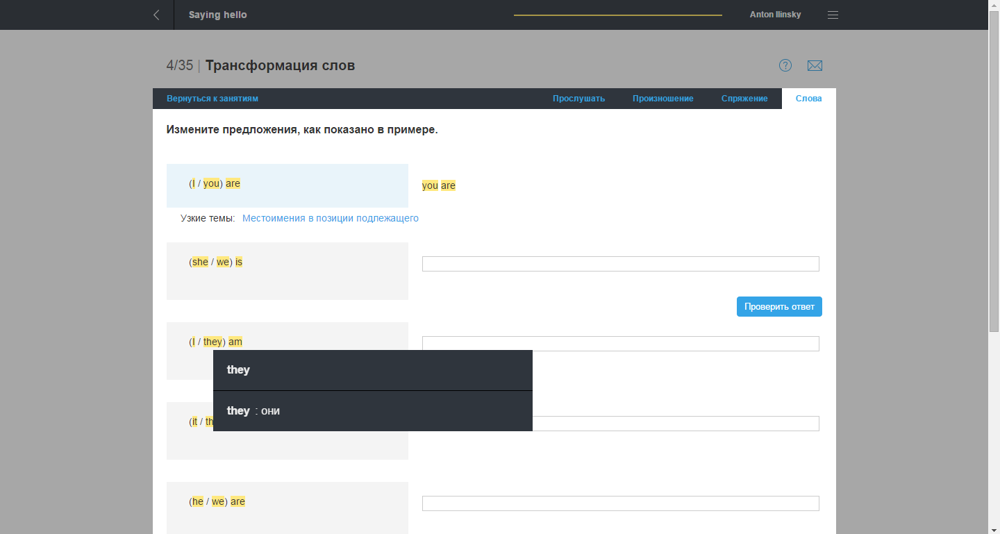 Saying hello
Anton Ilinsky
4/35 | Трансформация слов
Вернуться к занятиям
Прослушать
Произношение
Спряжение
Слова
Измените предложения, как показано в примере.
(I / you) are
you are
Узкие темы: Местоимения в позиции подлежащего
(she / we) is
Проверить ответ
(I / they) am
they
they : они
(it / th
(he / we) are